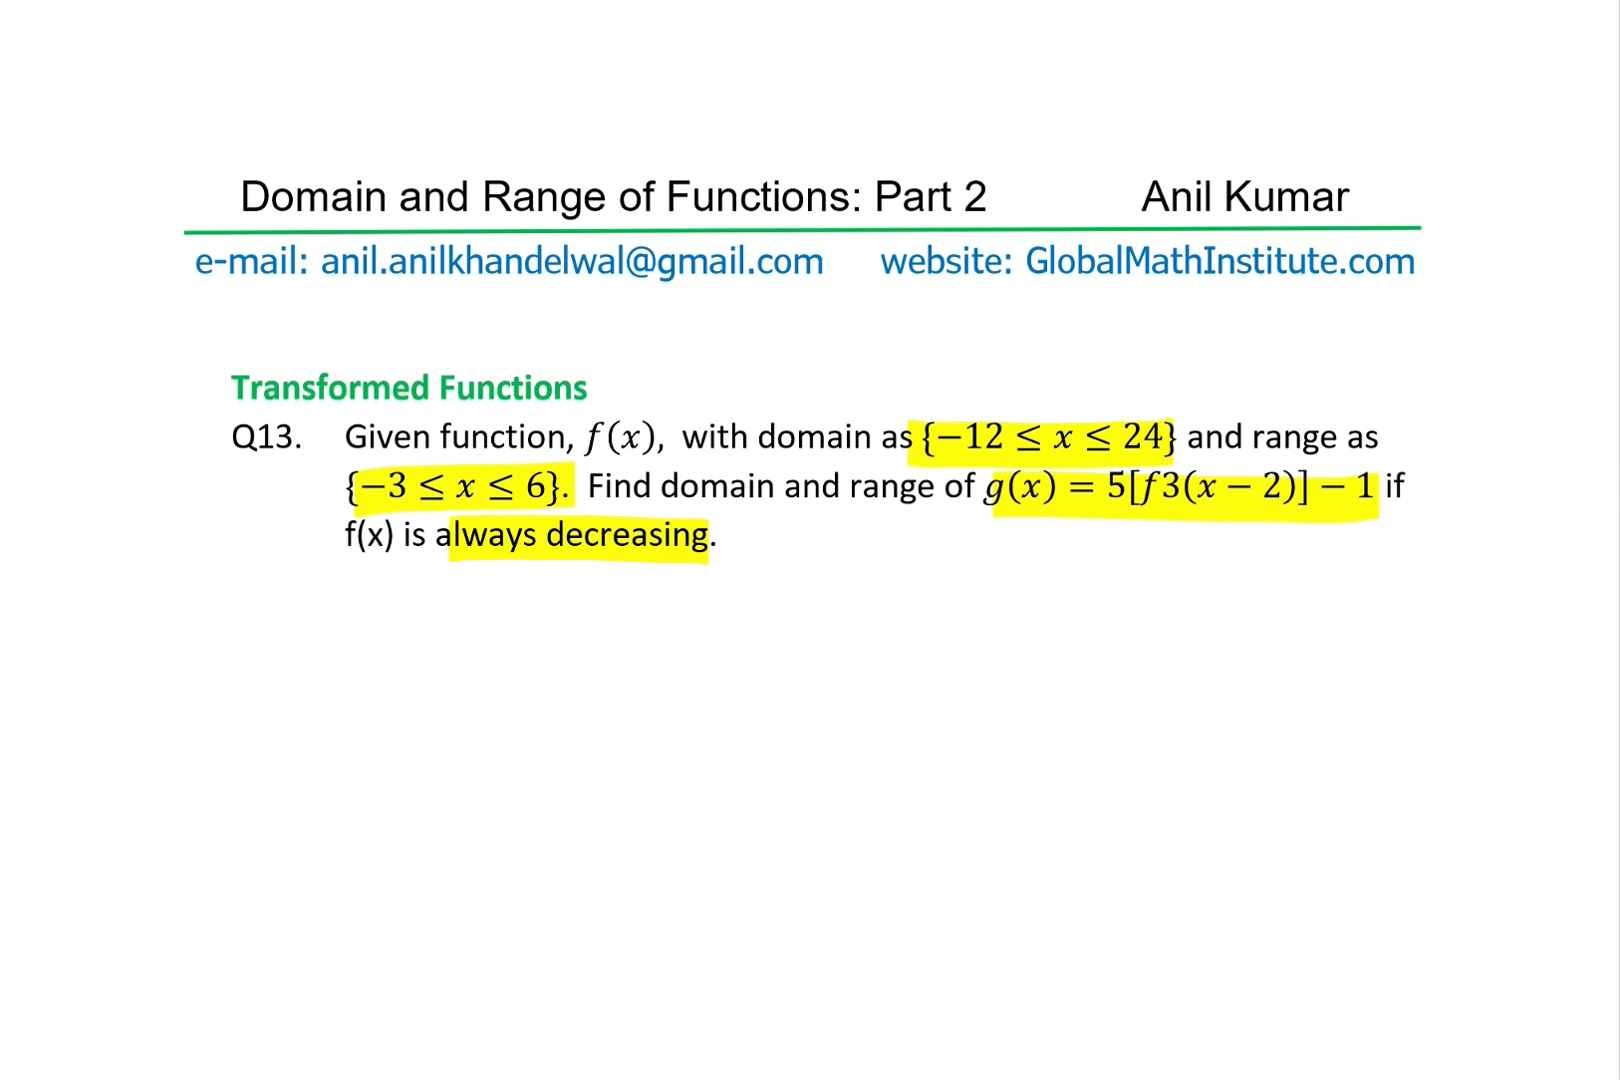 Domain and Range of Functions: Part 2 Anil Kumar
e-mail: anil.anilkhandelwal@gmail.com website: GlobalMathInstitute.com
Transformed Functions
Q13. Given function, f(x), with domain as {−12 ≤ x ≤ 24} and range as
{−3 ≤ x ≤ 6}. Find domain and range of g(x) = 5[f3(x − 2)] − 1 if
f(x) is always decreasing.